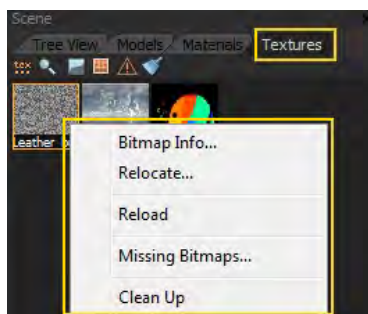 Scene
Tree View Models Materials Textures
tex
Leather
Bitmap Info...
Relocate...
Reload
Missing Bitmaps...
Clean Up